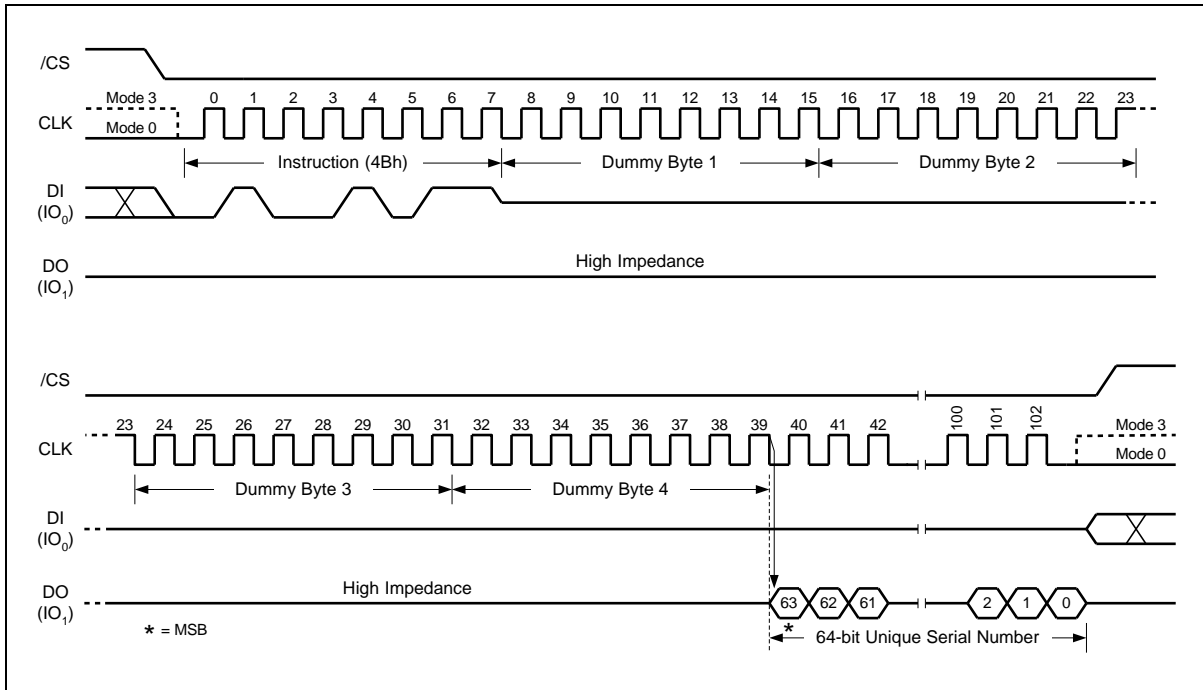 /CS
Mode 3 0 1 2 3 4 5 6 7 8 9 10 11 12 13 14 15 16 17 18 19 20 21 22 23
CLK
Mode 0
Instruction (4Bh) Dummy Byte 1 Dummy Byte 2
DI
(IO0)
High Impedance
DO
(IO1)
/CS
23 24 25 26 27 28 29 30 31 32 33 34 35 36 37 38 39 40 41 42 100 101 102 Mode 3
CLK
Mode 0
Dummy Byte 3 Dummy Byte 4
DI
(IO0)
High Impedance
DO
(IO1)
63 62 61 2 1 0
* = MSB * 64-bit Unique Serial Number